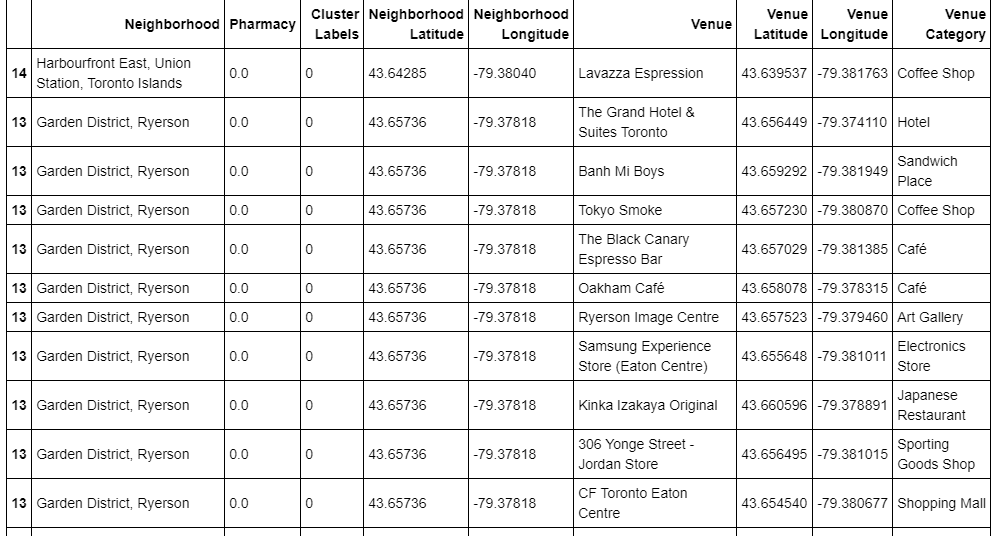 Neighborhood Pharmacy Cluster Labels Neighborhood Latitude Neighborhood Longitude Venue Venue Latitude Venue Longitude Venue Category
14 Harbourfront East, Union Station, Toronto Islands 0.0 0 43.64285 -79.38040 Lavazza Espression 43.639537 -79.381763 Coffee Shop
13 Garden District, Ryerson 0.0 0 43.65736 -79.37818 The Grand Hotel & Suites Toronto 43.656449 -79.374110 Hotel
13 Garden District, Ryerson 0.0 0 43.65736 -79.37818 Banh Mi Boys 43.659292 -79.381949 Sandwich Place
13 Garden District, Ryerson 0.0 0 43.65736 -79.37818 Tokyo Smoke 43.657230 -79.380870 Coffee Shop
13 Garden District, Ryerson 0.0 0 43.65736 -79.37818 The Black Canary Espresso Bar 43.657029 -79.381385 Café
13 Garden District, Ryerson 0.0 0 43.65736 -79.37818 Oakham Café 43.658078 -79.378315 Café
13 Garden District, Ryerson 0.0 0 43.65736 -79.37818 Ryerson Image Centre 43.657523 -79.379460 Art Gallery
13 Garden District, Ryerson 0.0 0 43.65736 -79.37818 Samsung Experience Store (Eaton Centre) 43.655648 -79.381011 Electronics Store
13 Garden District, Ryerson 0.0 0 43.65736 -79.37818 Kinka Izakaya Original 43.660596 -79.378891 Japanese Restaurant
13 Garden District, Ryerson 0.0 0 43.65736 -79.37818 306 Yonge Street - Jordan Store 43.656495 -79.381015 Sporting Goods Shop
13 Garden District, Ryerson 0.0 0 43.65736 -79.37818 CF Toronto Eaton Centre 43.654540 -79.380677 Shopping Mall